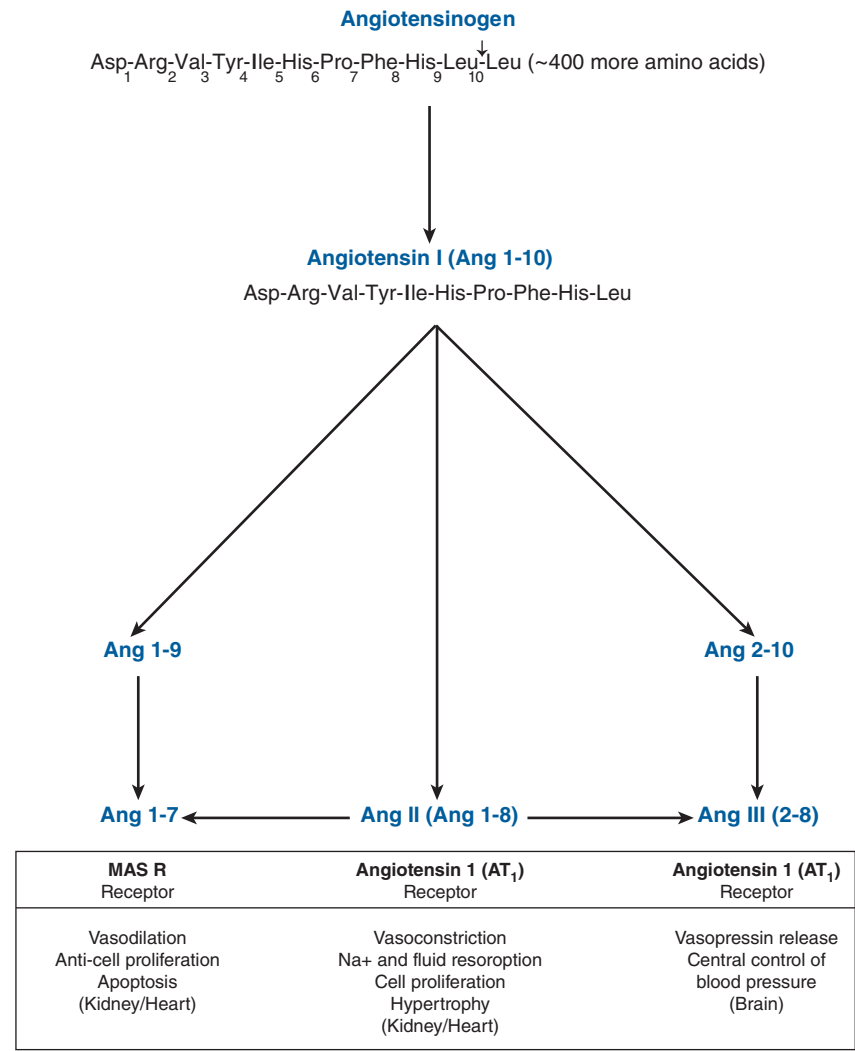 Angiotensinogen
Asp-Arg-Val-Tyr-Ile-His-Pro-Phe-His-Leu-Leu (~400 more amino acids)
1 2 3 4 5 6 7 8 9 10
Angiotensin I (Ang 1-10)
Asp-Arg-Val-Tyr-Ile-His-Pro-Phe-His-Leu
Ang 1-9
Ang 2-10
Ang 1-7
Ang II (Ang 1-8)
Ang III (2-8)
MAS R
Receptor
Angiotensin 1 (AT₁)
Receptor
Angiotensin 1 (AT₁)
Receptor
Vasodilation
Anti-cell proliferation
Apoptosis
(Kidney/Heart)
Vasoconstriction
Na+ and fluid resoroption
Cell proliferation
Hypertrophy
(Kidney/Heart)
Vasopressin release
Central control of
blood pressure
(Brain)